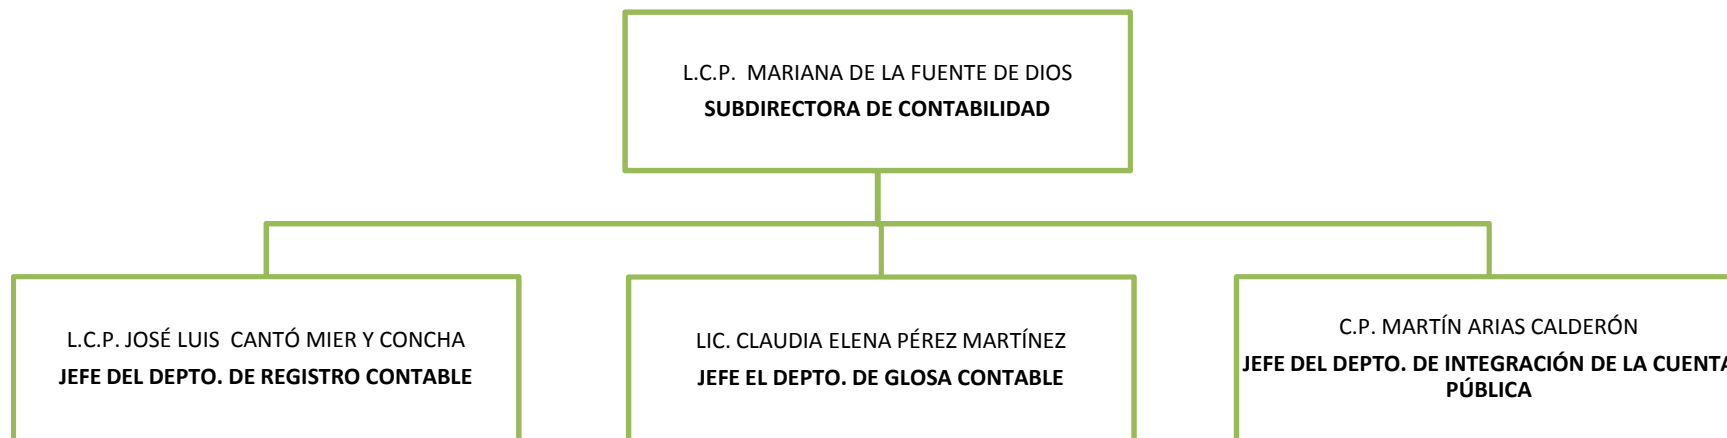 L.C.P.  MARIANA DE LA FUENTE DE DIOS
SUBDIRECTORA DE CONTABILIDAD
L.C.P. JOSÉ LUIS  CANTÓ MIER Y CONCHA
JEFE DEL DEPTO. DE REGISTRO CONTABLE
LIC. CLAUDIA ELENA PÉREZ MARTÍNEZ
JEFE EL DEPTO. DE GLOSA CONTABLE
C.P. MARTÍN ARIAS CALDERÓN
JEFE DEL DEPTO. DE INTEGRACIÓN DE LA CUENTA
PÚBLICA